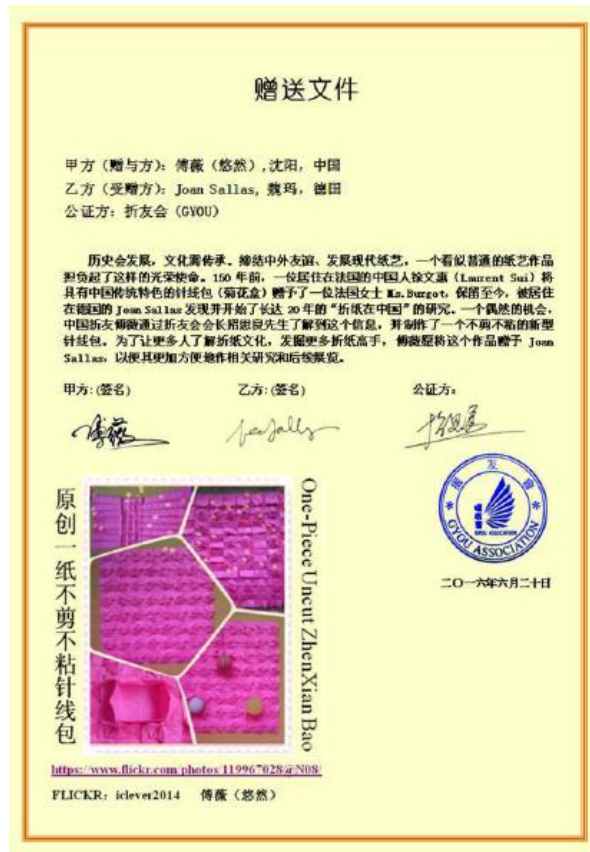 赠送文件
甲方（赠与方）：傅薇（悠然），沈阳，中国
乙方（受赠方）：Joan Sallas, 魏玛，德国
公证方：折友会（GYOU）
历史会发展，文化需传承。缔结中外友谊、发展现代纸艺，一个看似普通的纸艺作品
担负起了这样的光荣使命。150 年前，一位居住在法国的中国人徐文惠（Laurent Sui）将
具有中国传统特色的针线包（菊花盒）赠予了一位法国女士 Ms.Burgot，保留至今，被居住
在德国的 Joan Sallas 发现并开始了长达 20 年的“折纸在中国”的研究。一个偶然的机会，
中国折友傅薇通过折友会会长招思良先生了解到这个信息，并制作了一个不剪不粘的新型
针线包。为了让更多人了解折纸文化，发掘更多折纸高手，傅薇愿将这个作品赠予 Joan
Sallas，以便其更加方便地作相关研究和后续展览。
甲方：（签名）
乙方：（签名）
公证方：
傅薇
摺友會
GYOU ASSOCIATION
二〇一六年六月二十日
原创一纸不剪不粘针线包
One-Piece Uncut ZhenXian Bao
https://www.flickr.com/photos/119967028@N08/
FLICKR：iclever2014 傅薇（悠然）